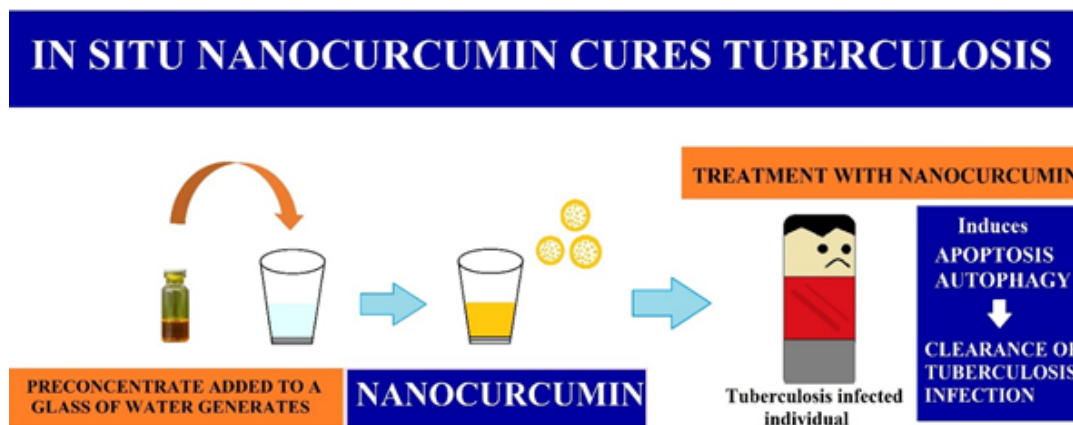 IN SITU NANOCURCUMIN CURES TUBERCULOSIS
TREATMENT WITH NANOCURCUMIN
Induces
APOPTOSIS
AUTOPHAGY
CLEARANCE OF
TUBERCULOSIS
INFECTION
PRECONCENTRATE ADDED TO A
GLASS OF WATER GENERATES
NANOCURCUMIN
Tuberculosis infected
individual